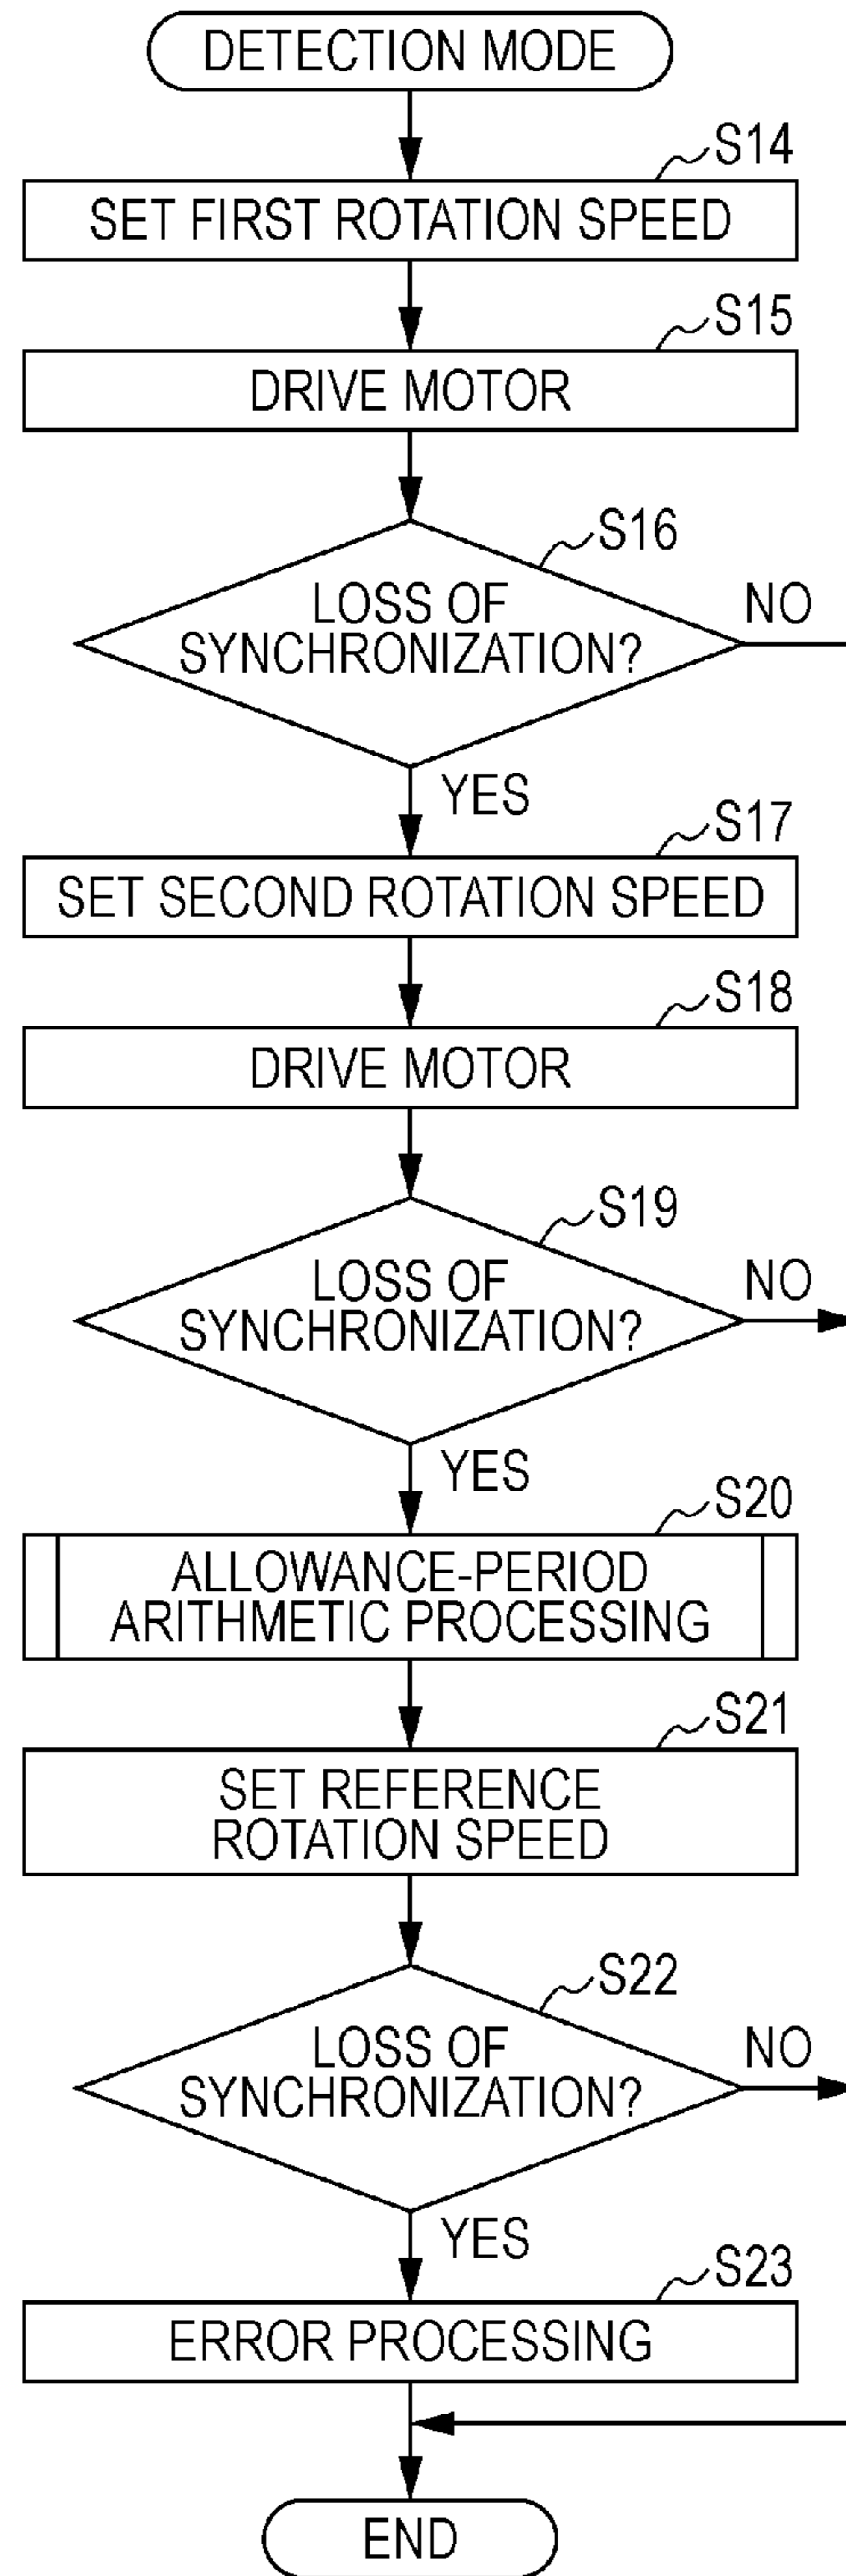 DETECTION MODE
S14
SET FIRST ROTATION SPEED
S15
DRIVE MOTOR
S16
LOSS OF
SYNCHRONIZATION?
NO
YES
S17
SET SECOND ROTATION SPEED
S18
DRIVE MOTOR
S19
LOSS OF
SYNCHRONIZATION?
NO
YES
S20
ALLOWANCE-PERIOD
ARITHMETIC PROCESSING
S21
SET REFERENCE
ROTATION SPEED
S22
LOSS OF
SYNCHRONIZATION?
NO
YES
S23
ERROR PROCESSING
END